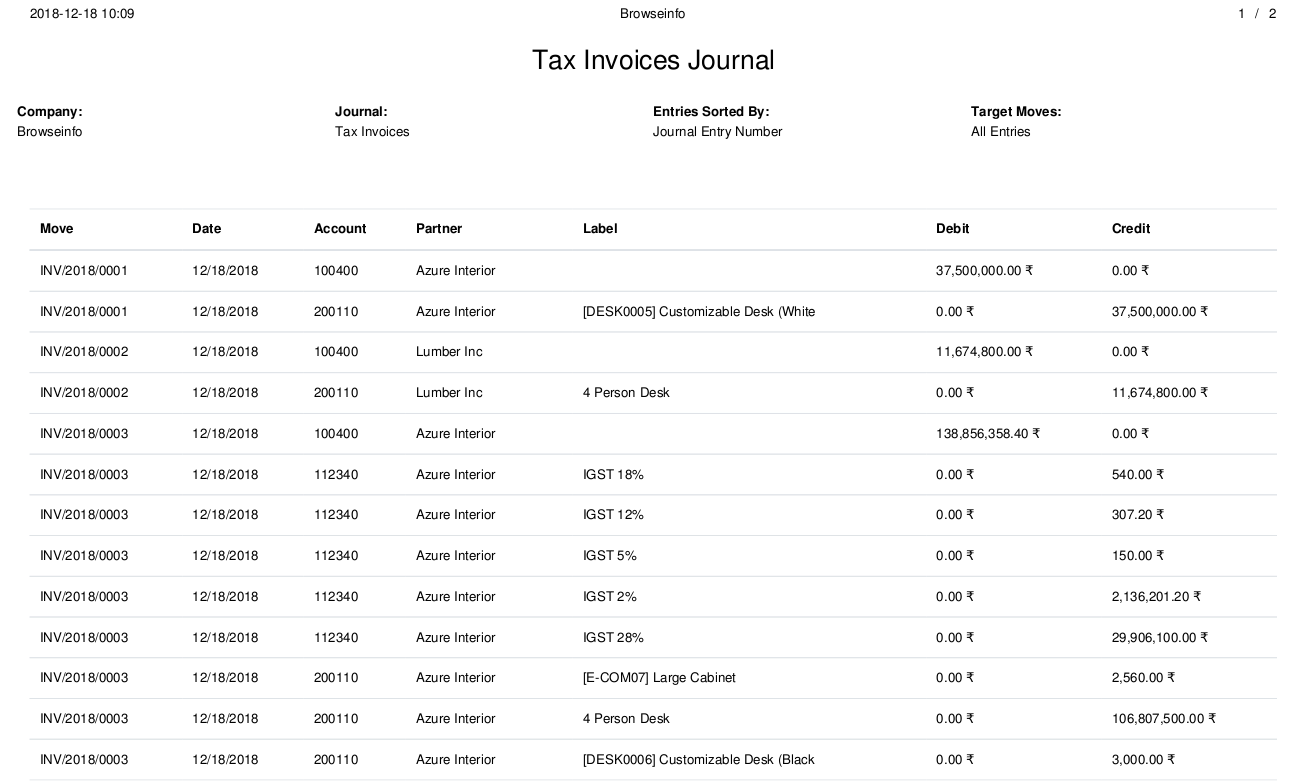 2018-12-18 10:09 Browseinfo 1 / 2
Tax Invoices Journal
Company: Journal: Entries Sorted By: Target Moves:
Browseinfo Tax Invoices Journal Entry Number All Entries
Move Date Account Partner Label Debit Credit
INV/2018/0001 12/18/2018 100400 Azure Interior 37,500,000.00 ₹ 0.00 ₹
INV/2018/0001 12/18/2018 200110 Azure Interior [DESK0005] Customizable Desk (White 0.00 ₹ 37,500,000.00 ₹
INV/2018/0002 12/18/2018 100400 Lumber Inc 11,674,800.00 ₹ 0.00 ₹
INV/2018/0002 12/18/2018 200110 Lumber Inc 4 Person Desk 0.00 ₹ 11,674,800.00 ₹
INV/2018/0003 12/18/2018 100400 Azure Interior 138,856,358.40 ₹ 0.00 ₹
INV/2018/0003 12/18/2018 112340 Azure Interior IGST 18% 0.00 ₹ 540.00 ₹
INV/2018/0003 12/18/2018 112340 Azure Interior IGST 12% 0.00 ₹ 307.20 ₹
INV/2018/0003 12/18/2018 112340 Azure Interior IGST 5% 0.00 ₹ 150.00 ₹
INV/2018/0003 12/18/2018 112340 Azure Interior IGST 2% 0.00 ₹ 2,136,201.20 ₹
INV/2018/0003 12/18/2018 112340 Azure Interior IGST 28% 0.00 ₹ 29,906,100.00 ₹
INV/2018/0003 12/18/2018 200110 Azure Interior [E-COM07] Large Cabinet 0.00 ₹ 2,560.00 ₹
INV/2018/0003 12/18/2018 200110 Azure Interior 4 Person Desk 0.00 ₹ 106,807,500.00 ₹
INV/2018/0003 12/18/2018 200110 Azure Interior [DESK0006] Customizable Desk (Black 0.00 ₹ 3,000.00 ₹